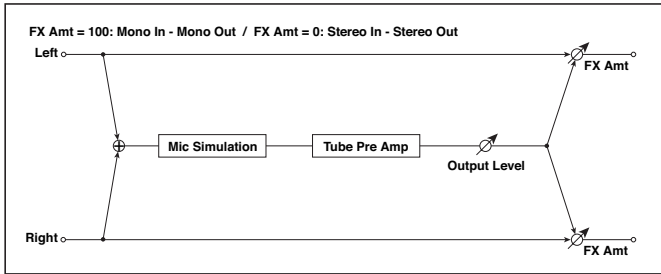 FX Amt = 100: Mono In - Mono Out / FX Amt = 0: Stereo In - Stereo Out
Left
FX Amt
Mic Simulation
Tube Pre Amp
Output Level
Right
FX Amt